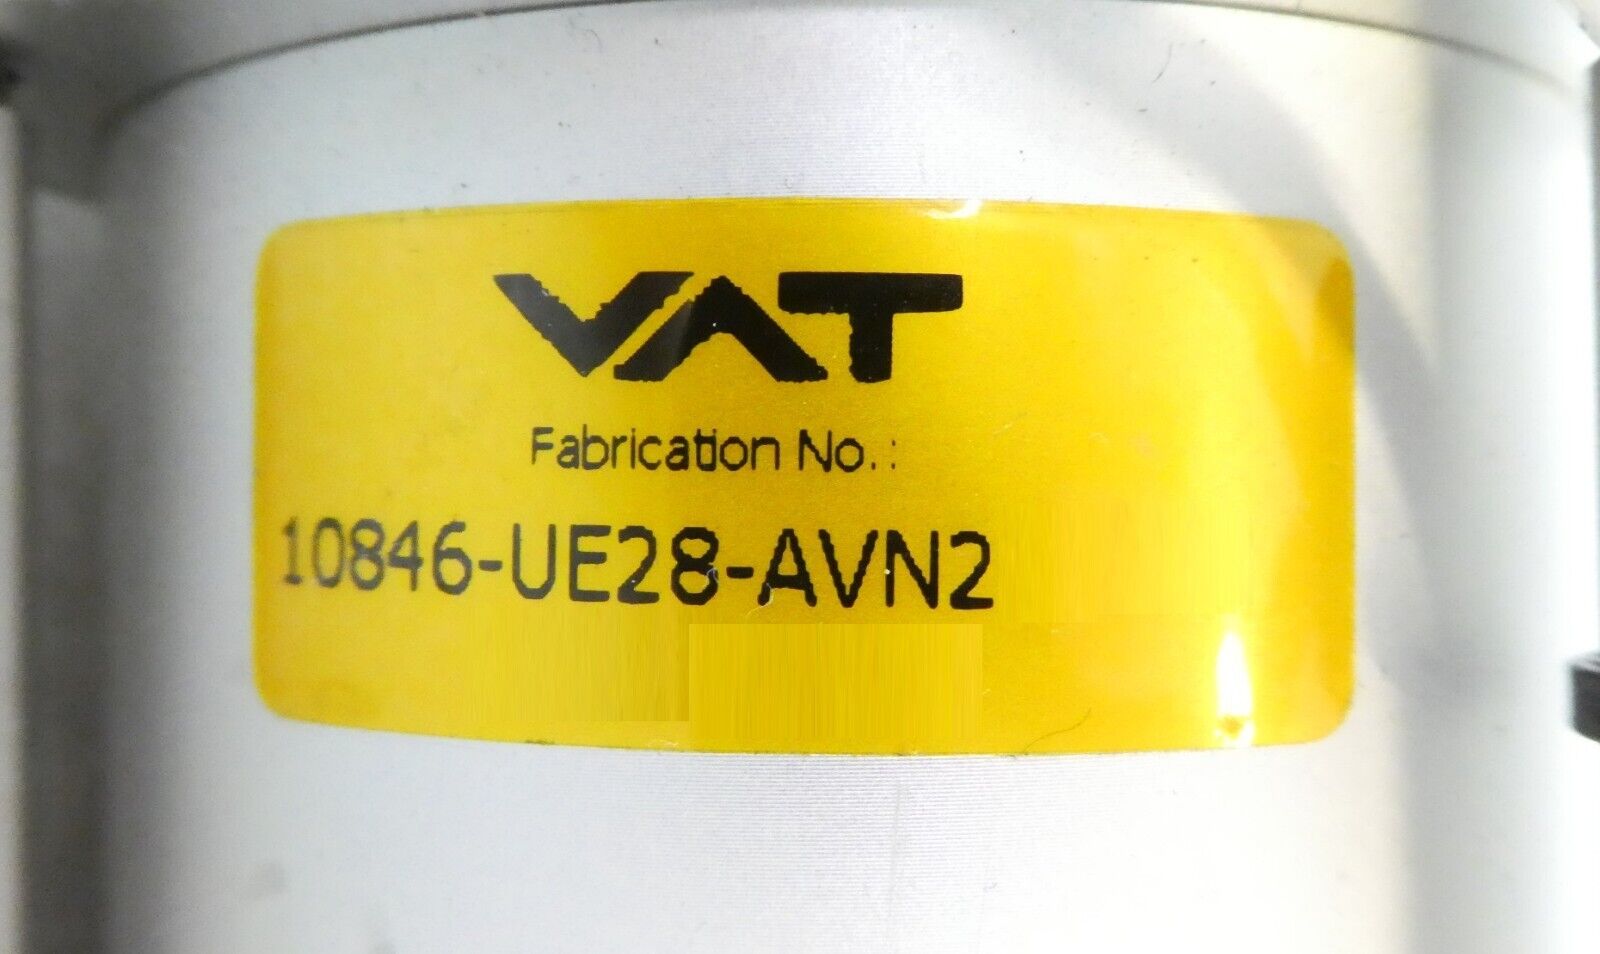 VAT
Fabrication No.:
10846-UE28-AVN2